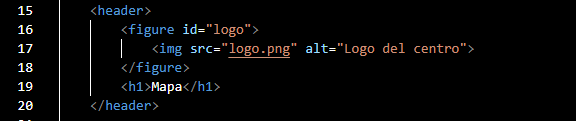 15 <header>
16 <figure id="logo">
17 <img src="logo.png" alt="Logo del centro">
18 </figure>
19 <h1>Mapa</h1>
20 </header>